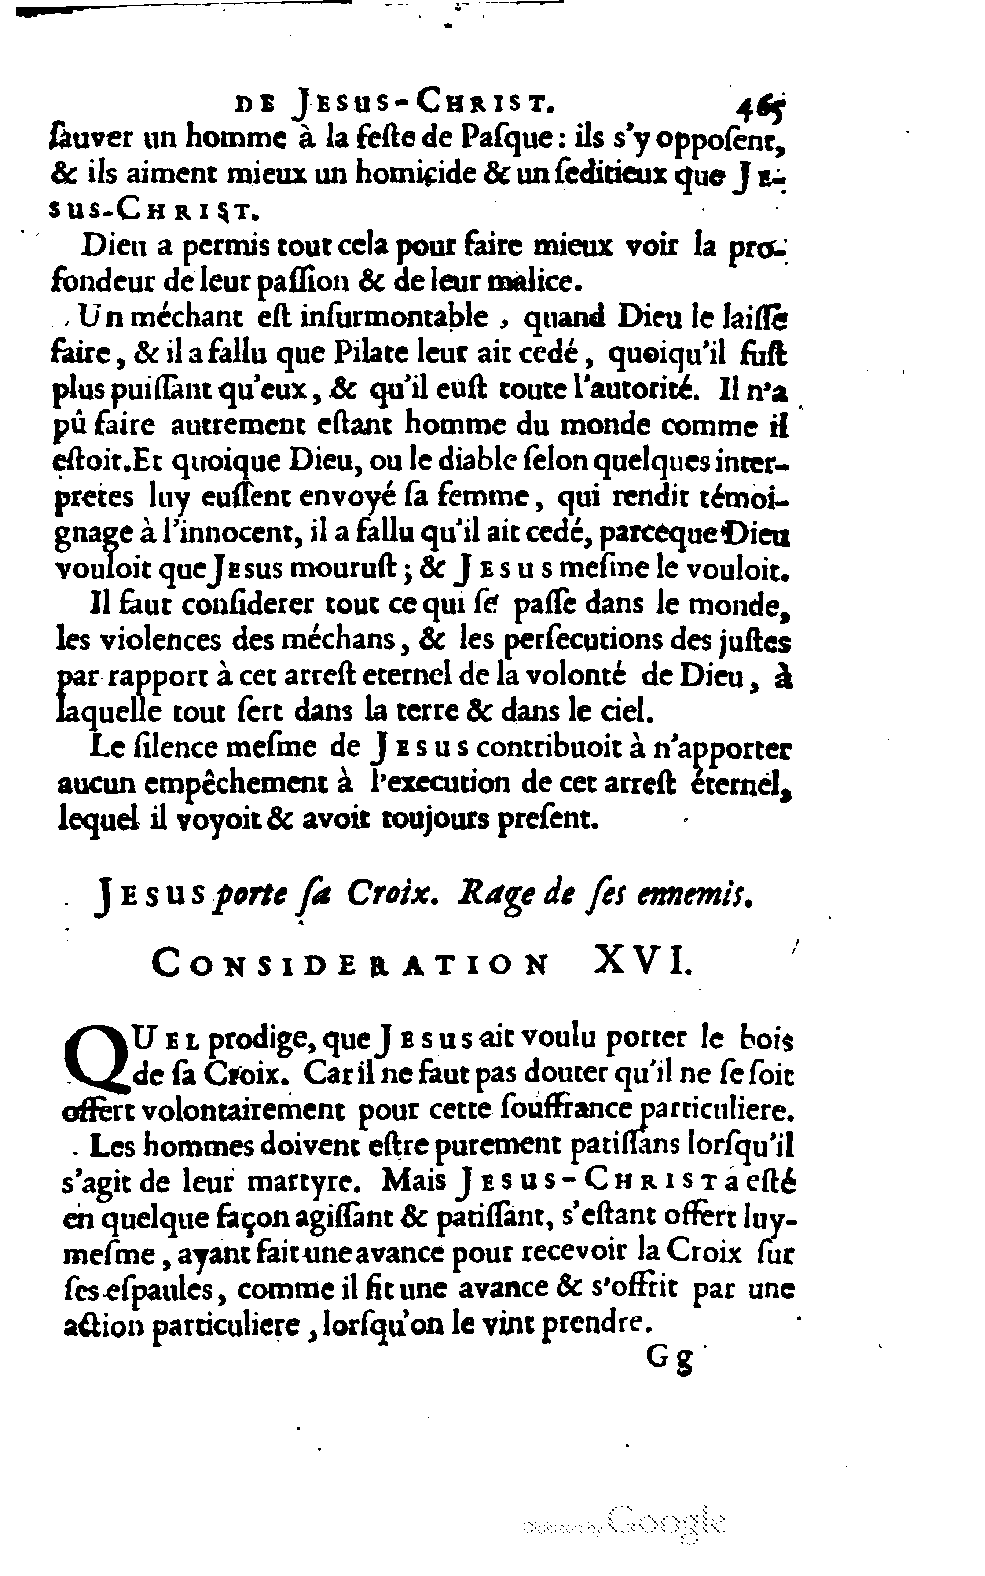 DE JESUS-CHRIST. 465
ſauver un homme à la feſte de Paſque: ils s'y oppoſent,
& ils aiment mieux un homicide & un ſeditieux que JE-
SUS-CHRIST.
Dieu a permis tout cela pour faire mieux voir la pro-
fondeur de leur paſſion & de leur malice.
Un méchant eſt inſurmontable, quand Dieu le laiſſe
faire, & il a fallu que Pilate leur ait cedé, quoiqu'il fuſt
plus puiſſant qu'eux, & qu'il euſt toute l'autorité. Il n'a
pû faire autrement eſtant homme du monde comme il
eſtoit. Et quoique Dieu, ou le diable ſelon quelques inter-
pretes luy euſſent envoyé ſa femme, qui rendit témoi-
gnage à l'innocent, il a fallu qu'il ait cedé, parceque Dieu
vouloit que JESUS mouruſt; & JESUS meſme le vouloit.
Il faut conſiderer tout ce qui ſe paſſe dans le monde,
les violences des méchans, & les perſecutions des juſtes
par rapport à cet arreſt eternel de la volonté de Dieu, à
laquelle tout ſert dans la terre & dans le ciel.
Le ſilence meſme de JESUS contribuoit à n'apporter
aucun empêchement à l'execution de cet arreſt éternel,
lequel il voyoit & avoit toujours preſent.
JESUS porte ſa Croix. Rage de ſes ennemis.
CONSIDERATION XVI.
QUEL prodige, que JESUS ait voulu porter le bois
de ſa Croix. Car il ne faut pas douter qu'il ne ſe ſoit
offert volontairement pour cette ſouffrance particuliere.
Les hommes doivent eſtre purement patiſſans lorſqu'il
s'agit de leur martyre. Mais JESUS-CHRIST a eſté
en quelque façon agiſſant & patiſſant, s'eſtant offert luy-
meſme, ayant fait une avance pour recevoir la Croix ſur
ſes eſpaules, comme il fit une avance & s'offrit par une
action particuliere, lorſqu'on le vint prendre.
Gg
Digitized by Google